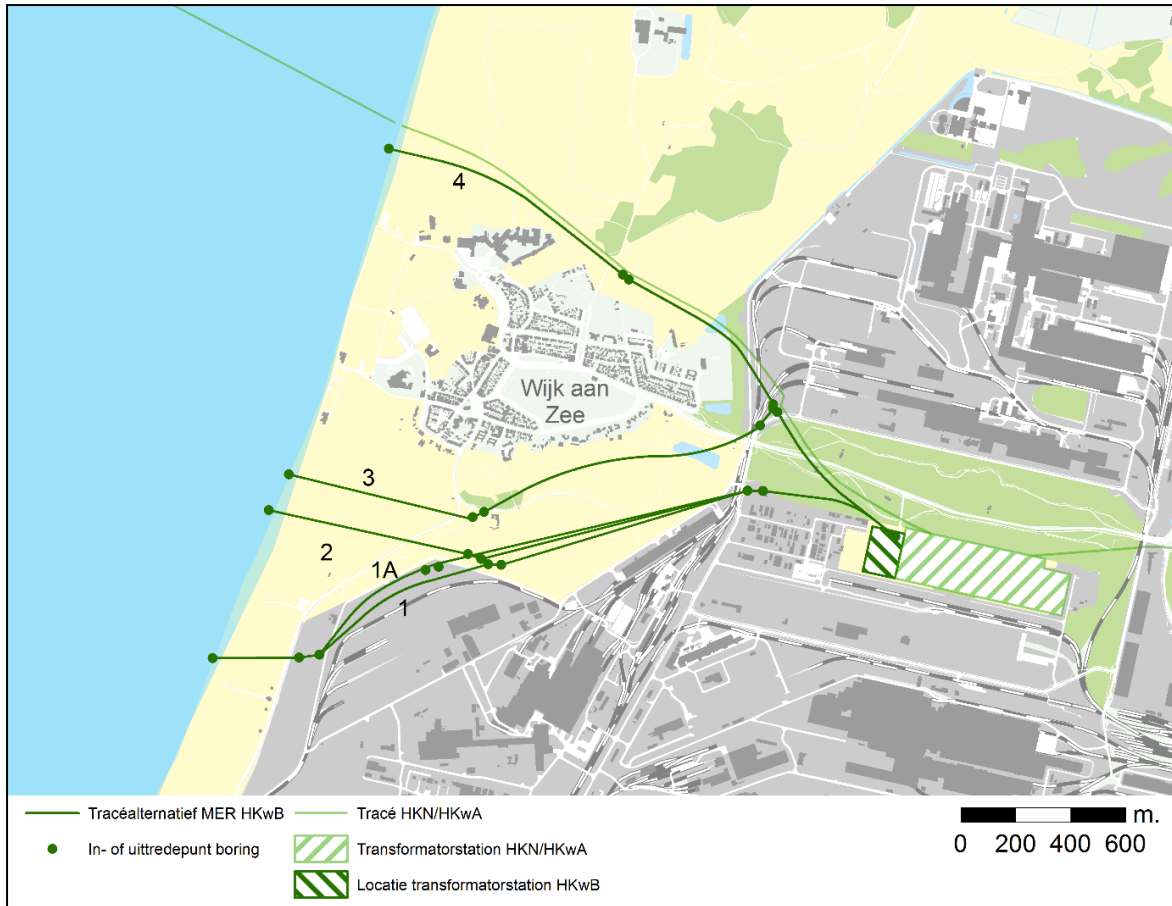 4
Wijk aan
Zee
3
2
1A
1
Tracéalternatief MER HKwB
Tracé HKN/HKwA
m.
In- of uittredepunt boring
Transformatorstation HKN/HKwA
0 200 400 600
Locatie transformatorstation HKwB